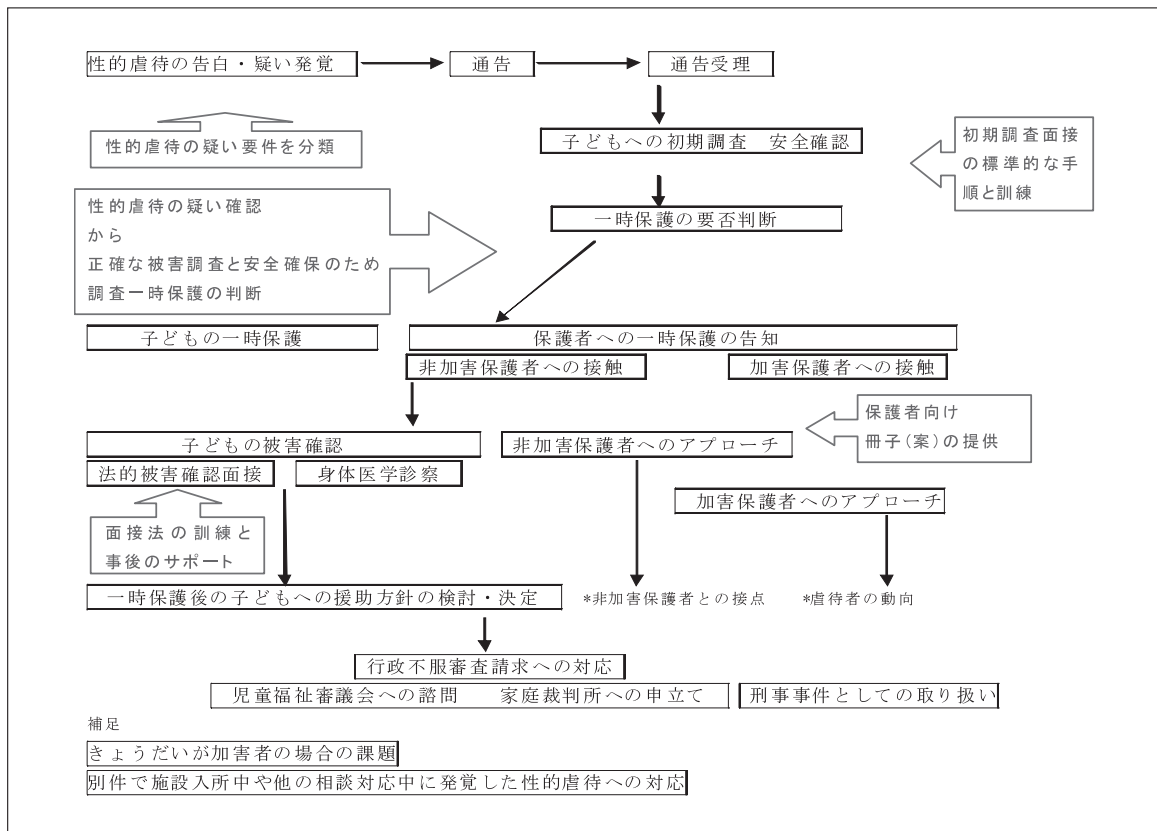 性的虐待の告白・疑い発覚
通告
通告受理
性的虐待の疑い要件を分類
子どもへの初期調査　安全確認
初期調査面接
の標準的な手
順と訓練
性的虐待の疑い確認
から
正確な被害調査と安全確保のため
調査一時保護の判断
一時保護の要否判断
子どもの一時保護
保護者への一時保護の告知
非加害保護者への接触
加害保護者への接触
保護者向け
冊子(案)の提供
子どもの被害確認
非加害保護者へのアプローチ
法的被害確認面接
身体医学診察
加害保護者へのアプローチ
面接法の訓練と
事後のサポート
一時保護後の子どもへの援助方針の検討・決定
*非加害保護者との接点
*虐待者の動向
行政不服審査請求への対応
児童福祉審議会への諮問　家庭裁判所への申立て
刑事事件としての取り扱い
補足
きょうだいが加害者の場合の課題
別件で施設入所中や他の相談対応中に発覚した性的虐待への対応